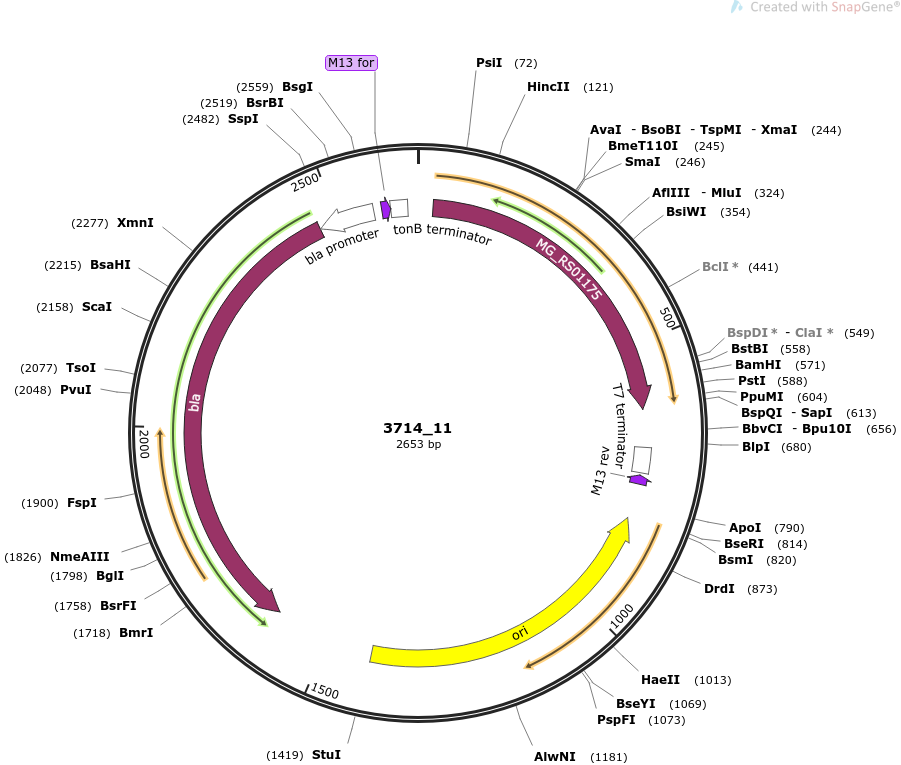 Created with SnapGene®
M13 for
PsiI (72)
HincII (121)
AvaI - BsoBI - TspMI - XmaI (244)
BmeT110I (245)
SmaI (246)
AflIII - MluI (324)
BsiWI (354)
BclI * (441)
500
BspDI * - ClaI * (549)
BstBI (558)
BamHI (571)
PstI (588)
PpuMI (604)
BspQI - SapI (613)
BbvCI - Bpu10I (656)
BlpI (680)
ApoI (790)
BseRI (814)
BsmI (820)
DrdI (873)
1000
HaeII (1013)
BseYI (1069)
PspFI (1073)
AlwNI (1181)
(1419) StuI
1500
(1718) BmrI
(1758) BsrFI
(1798) BglI
(1826) NmeAIII
(1900) FspI
2000
(2048) PvuI
(2077) TsoI
(2158) ScaI
(2215) BsaHI
(2277) XmnI
2500
(2482) SspI
(2519) BsrBI
(2559) BsgI
bla promoter
tonB terminator
MG_RS01175
T7 terminator
M13 rev
ori
bla
3714_11
2653 bp